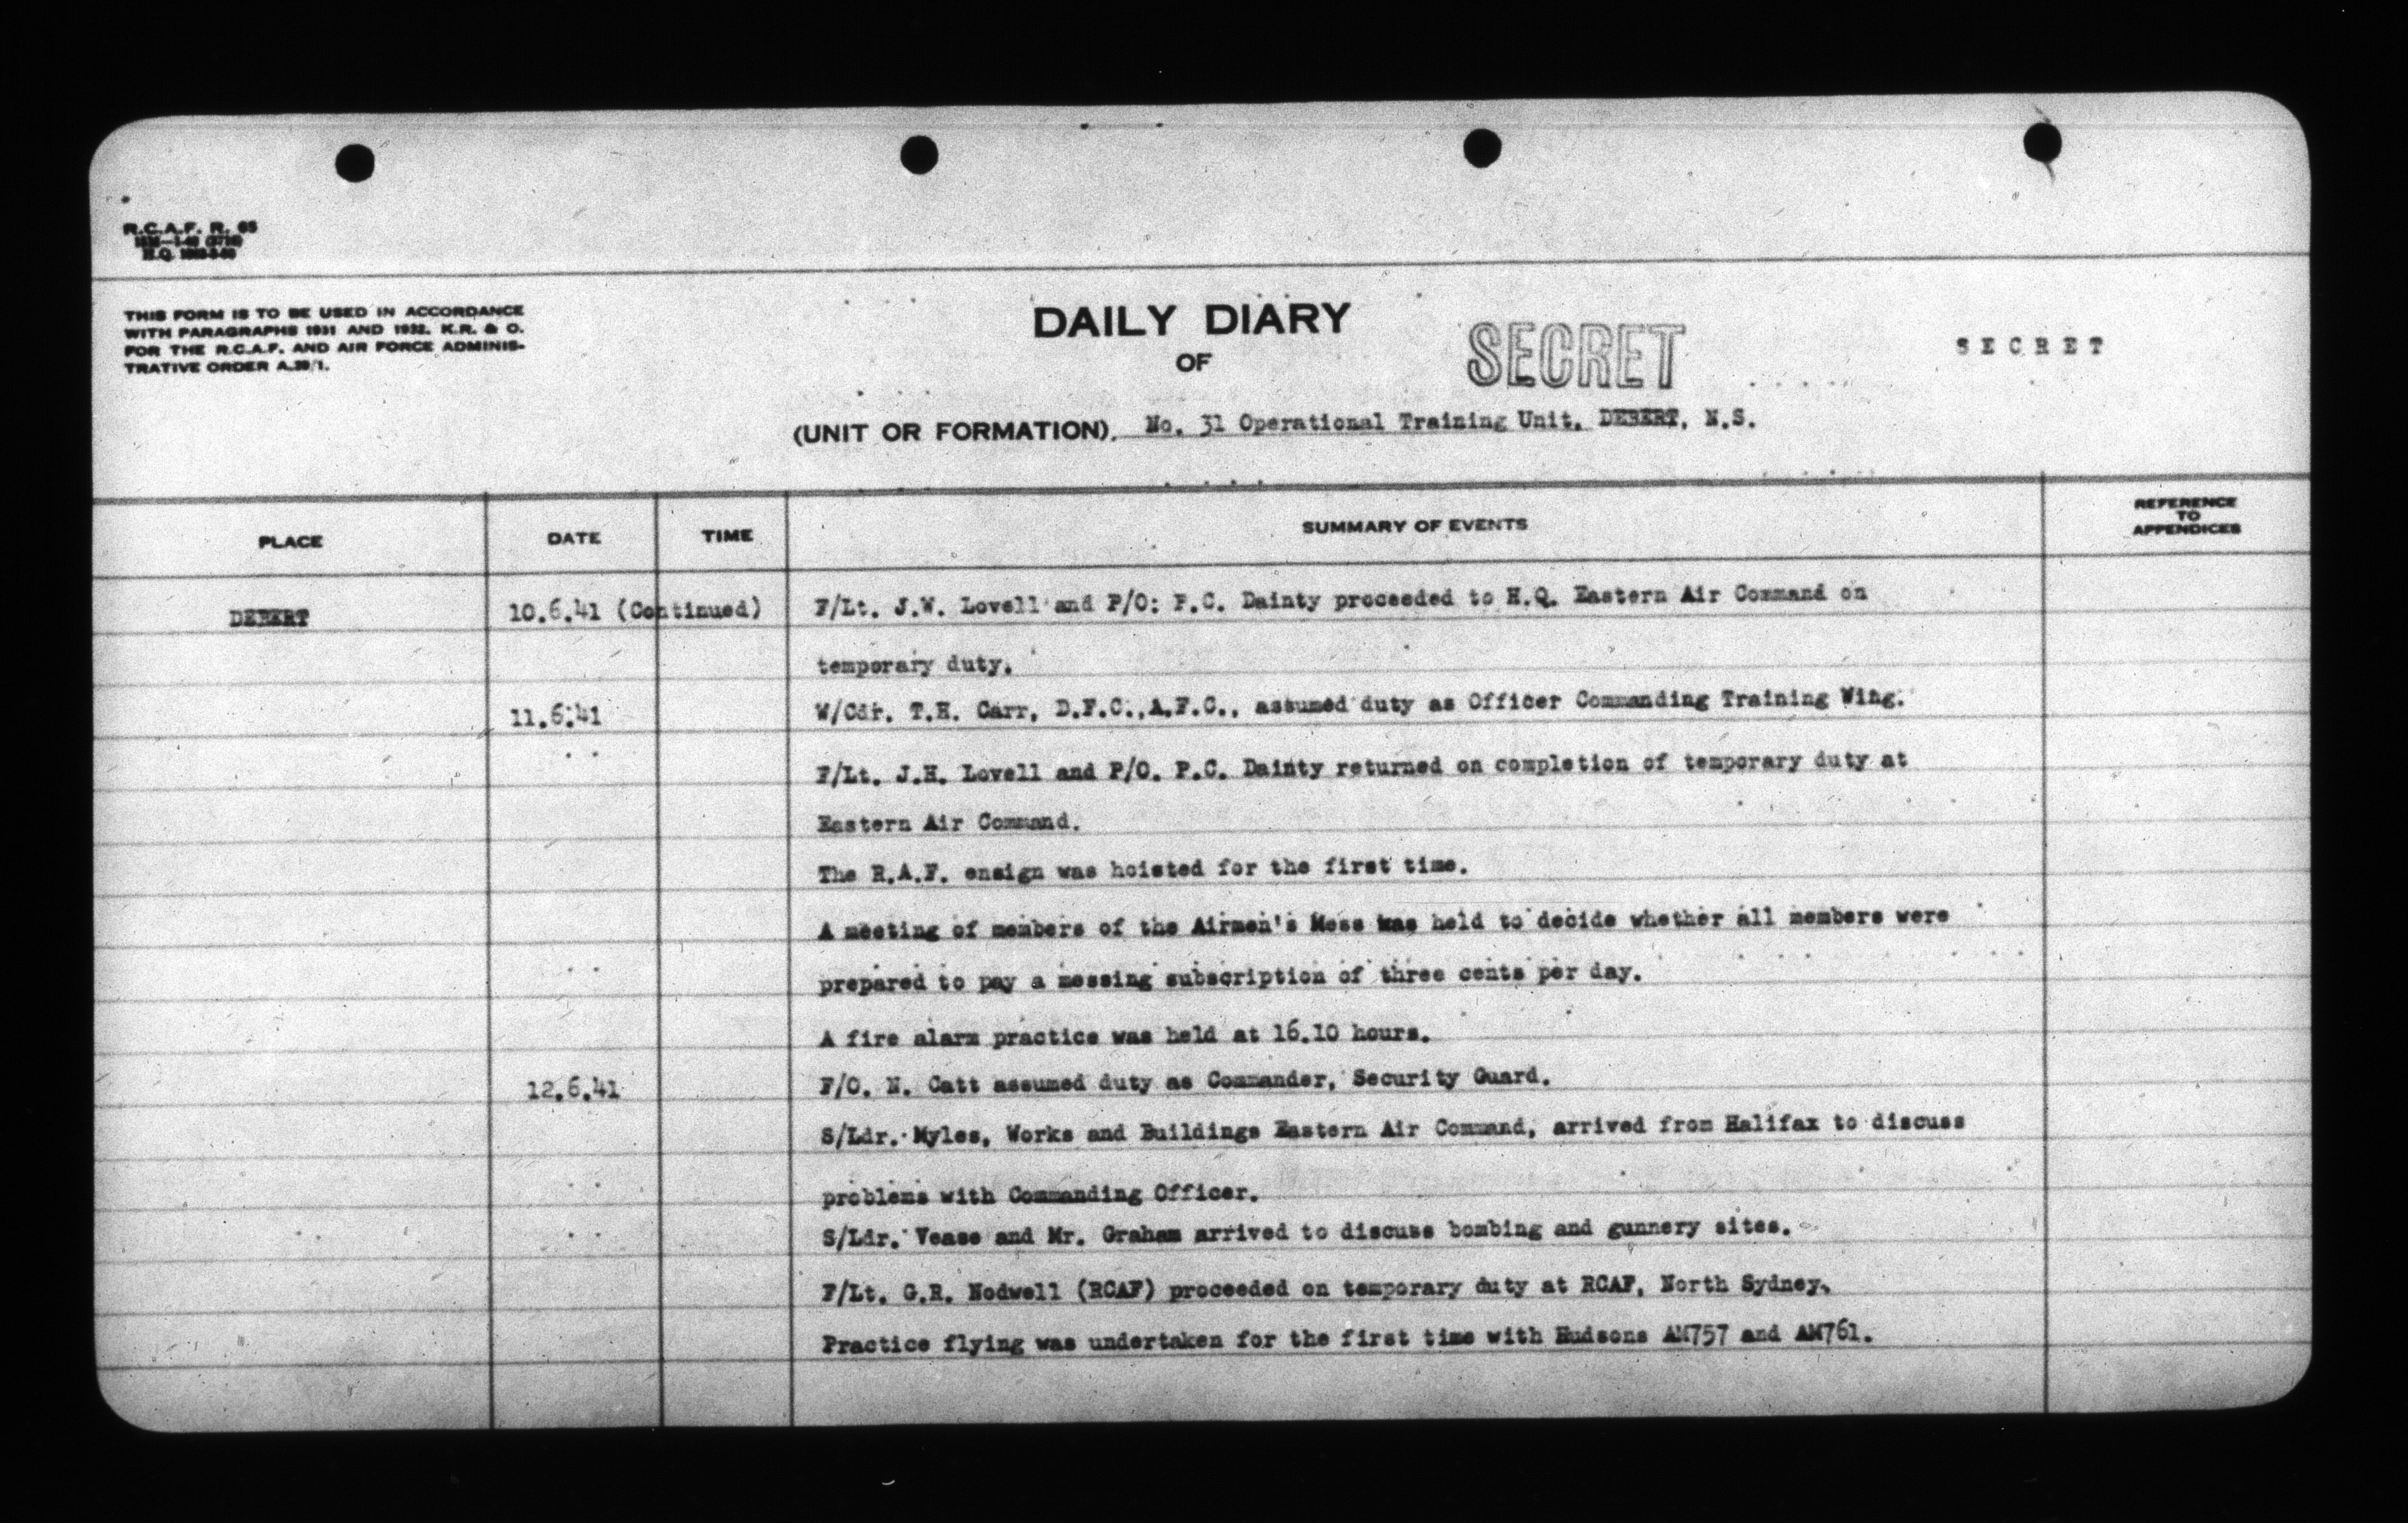 R.C.A.F. R. 65
H.Q.
THIS FORM IS TO BE USED IN ACCORDANCE
WITH PARAGRAPHS 1931 AND 1932. K.R. & O.
FOR THE R.C.A.F. AND AIR FORCE ADMINIS-
TRATIVE ORDER A.20/1.
DAILY DIARY
OF
SECRET
SECRET
(UNIT OR FORMATION). No. 31 Operational Training Unit, DEBERT, N.S.
PLACE DATE TIME SUMMARY OF EVENTS REFERENCE TO APPENDICES
DEBERT 10.6.41 (Continued) F/Lt. J.W. Lovell and P/O: P.C. Dainty proceeded to H.Q. Eastern Air Command on
temporary duty.
11.6.41 W/Cdr. T.H. Carr, D.F.C.,A.F.C., assumed duty as Officer Commanding Training Wing.
F/Lt. J.H. Lovell and P/O. P.C. Dainty returned on completion of temporary duty at
Eastern Air Command.
The R.A.F. ensign was hoisted for the first time.
A meeting of members of the Airmen's Mess was held to decide whether all members were
prepared to pay a messing subscription of three cents per day.
A fire alarm practice was held at 16.10 hours.
12.6.41 F/O. N. Catt assumed duty as Commander, Security Guard.
S/Ldr. Myles, Works and Buildings Eastern Air Command, arrived from Halifax to discuss
problems with Commanding Officer.
S/Ldr. Vease and Mr. Graham arrived to discuss bombing and gunnery sites.
F/Lt. G.R. Nodwell (RCAF) proceeded on temporary duty at RCAF, North Sydney.
Practice flying was undertaken for the first time with Hudsons AM757 and AM761.